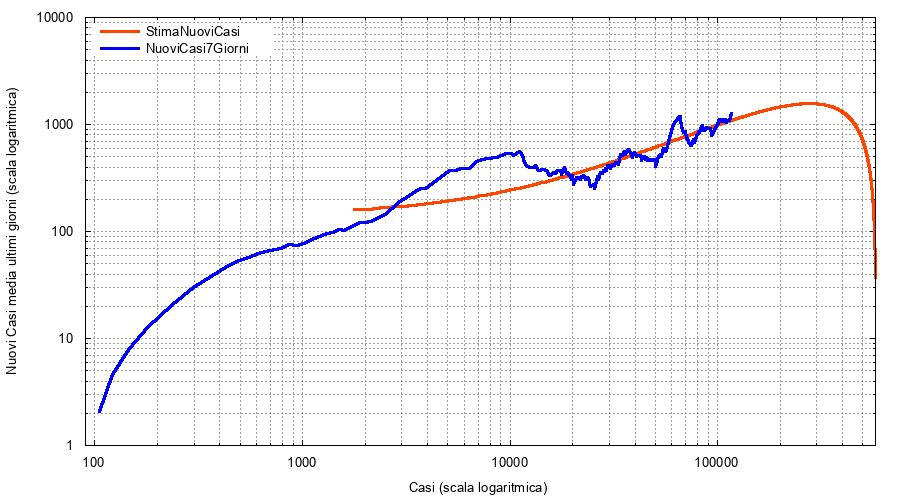 10000
1000
100
10
1
StimaNuoviCasi
NuoviCasi7Giorni
Nuovi Casi media ultimi giorni (scala logaritmica)
100 1000 10000 100000
Casi (scala logaritmica)